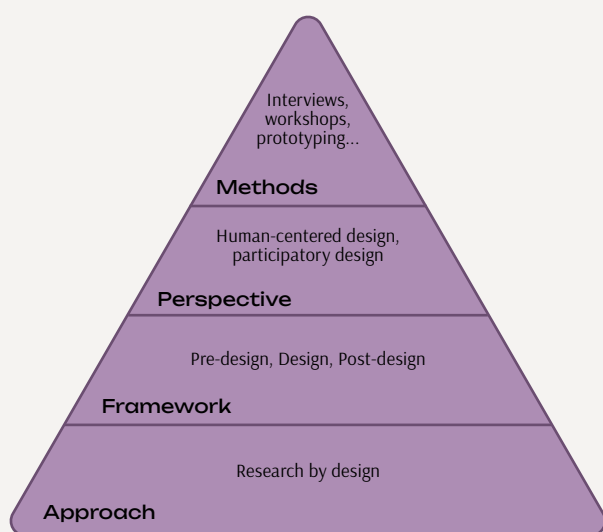 Interviews,
workshops,
prototyping...
Methods
Human-centered design,
participatory design
Perspective
Pre-design, Design, Post-design
Framework
Research by design
Approach